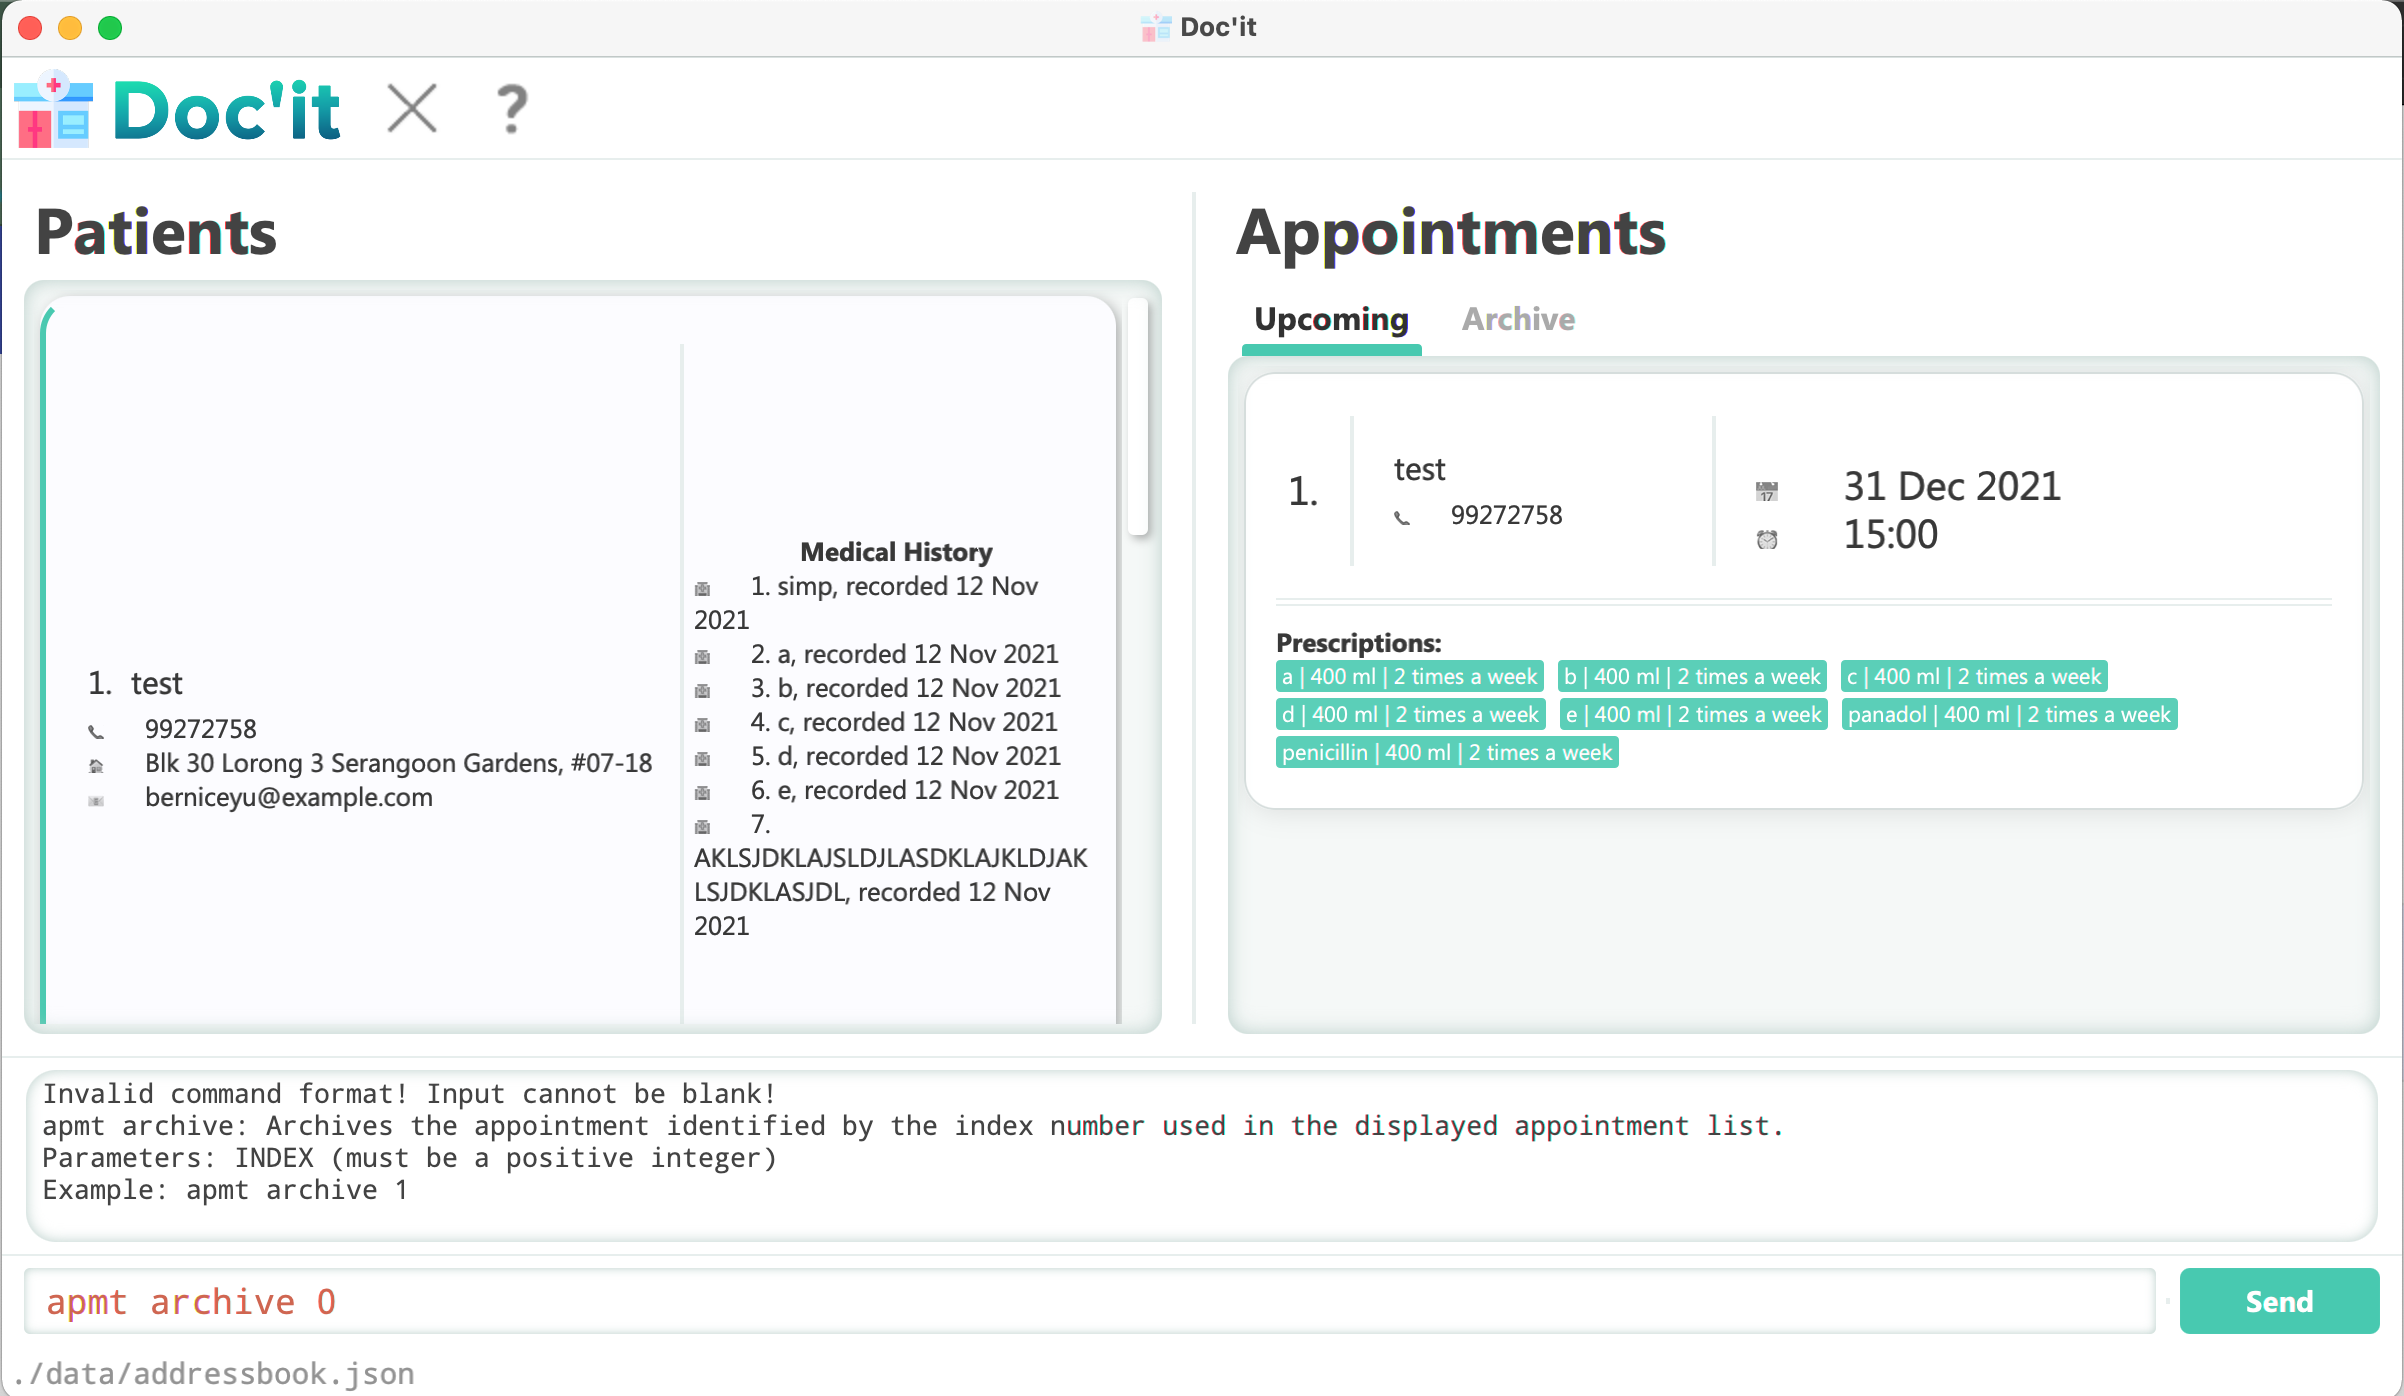 Doc'it
Doc'it
?
Patients
1. test
99272758
Blk 30 Lorong 3 Serangoon Gardens, #07-18
berniceyu@example.com
Medical History
1. simp, recorded 12 Nov
2021
2. a, recorded 12 Nov 2021
3. b, recorded 12 Nov 2021
4. c, recorded 12 Nov 2021
5. d, recorded 12 Nov 2021
6. e, recorded 12 Nov 2021
7.
AKLSJDKLAJSLDJLASDKLAJKLDJAK
LSJDKLASJDL, recorded 12 Nov
2021
Appointments
Upcoming Archive
1.
test
99272758
17
31 Dec 2021
15:00
Prescriptions:
a | 400 ml | 2 times a week b | 400 ml | 2 times a week c | 400 ml | 2 times a week
d | 400 ml | 2 times a week e | 400 ml | 2 times a week panadol | 400 ml | 2 times a week
penicillin | 400 ml | 2 times a week
Invalid command format! Input cannot be blank!
apmt archive: Archives the appointment identified by the index number used in the displayed appointment list.
Parameters: INDEX (must be a positive integer)
Example: apmt archive 1
apmt archive 0
Send
./data/addressbook.json